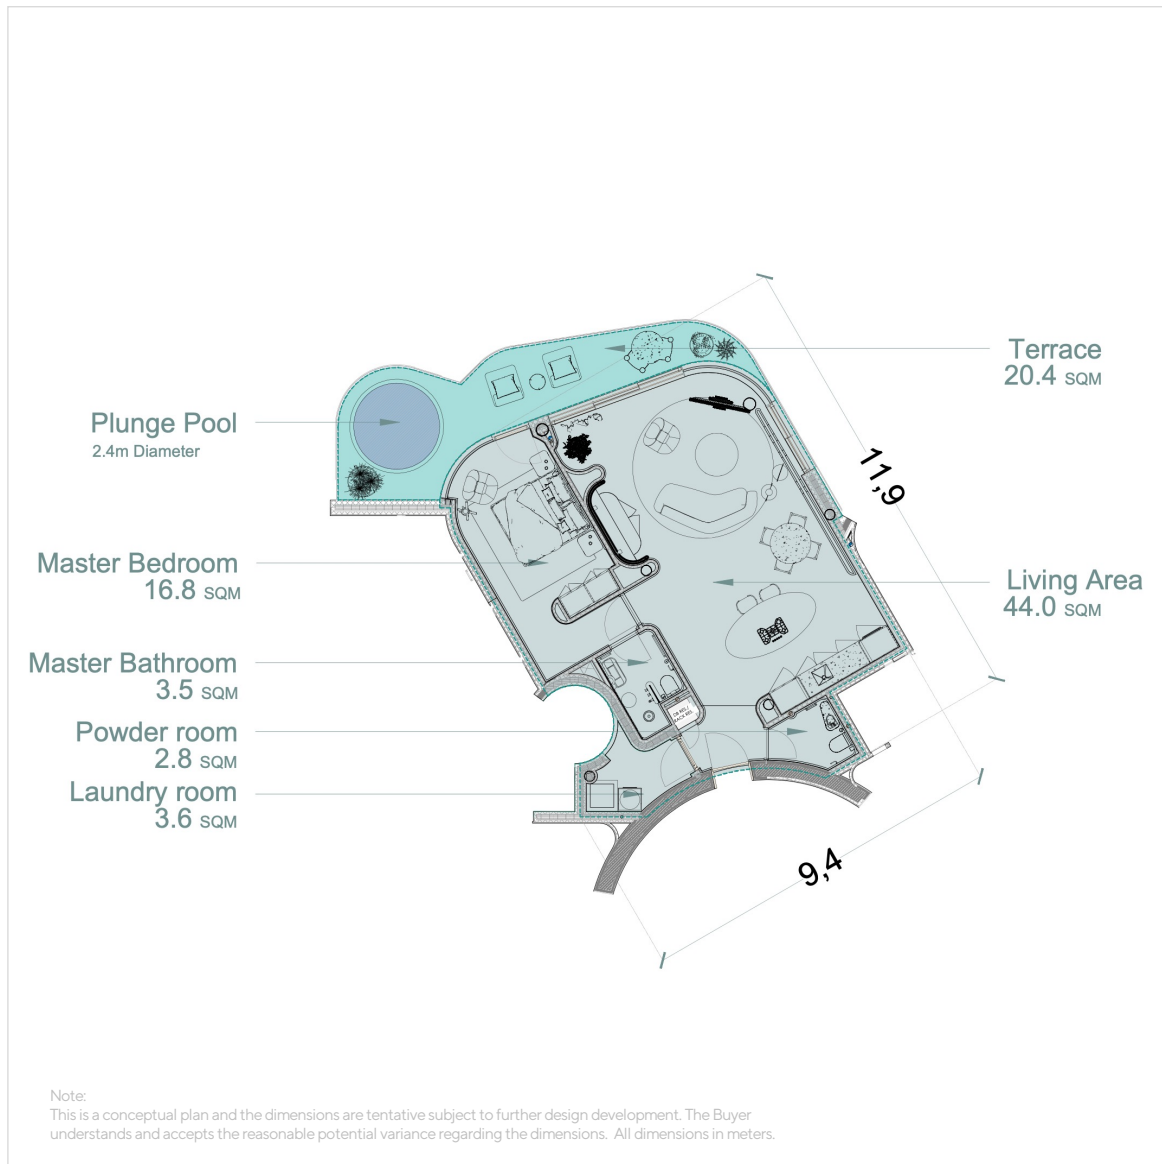 Terrace
20.4 SQM
Plunge Pool
2.4m Diameter
11,9
Master Bedroom
16.8 SQM
Living Area
44.0 SQM
Master Bathroom
3.5 SQM
Powder room
2.8 SQM
Laundry room
3.6 SQM
9,4
Note:
This is a conceptual plan and the dimensions are tentative subject to further design development. The Buyer
understands and accepts the reasonable potential variance regarding the dimensions. All dimensions in meters.